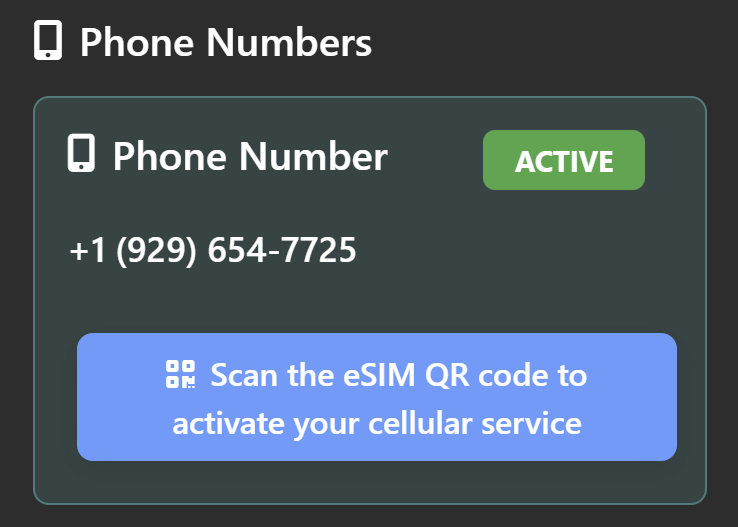 Phone Numbers
Phone Number
ACTIVE
+1 (929) 654-7725
Scan the eSIM QR code to
activate your cellular service